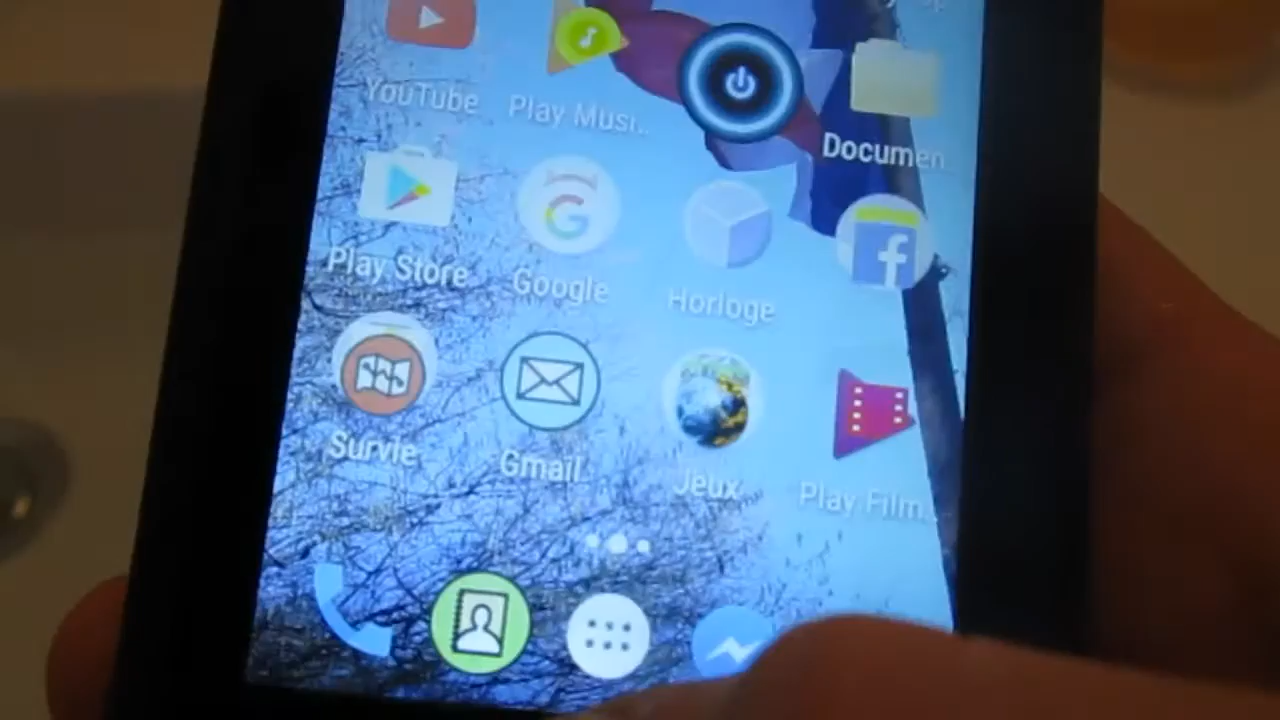 YouTube
Play Musi..
Documen
Play Store
Google
Horloge
Survie
Gmail
Jeux
Play Film..